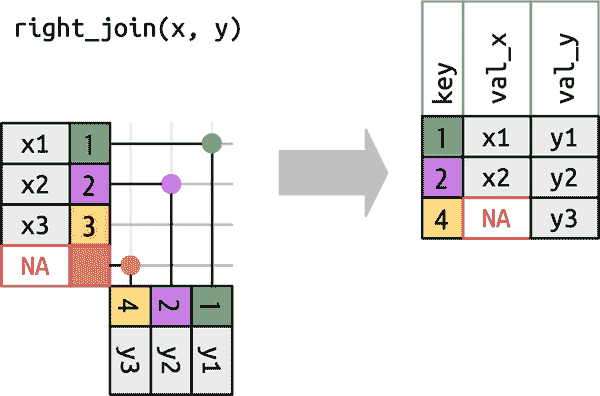 right_join(x, y)
key val_x val_y
x1 1
x2 2
x3 3
NA
4 2 1
y3 y2 y1
1 x1 y1
2 x2 y2
4 NA y3